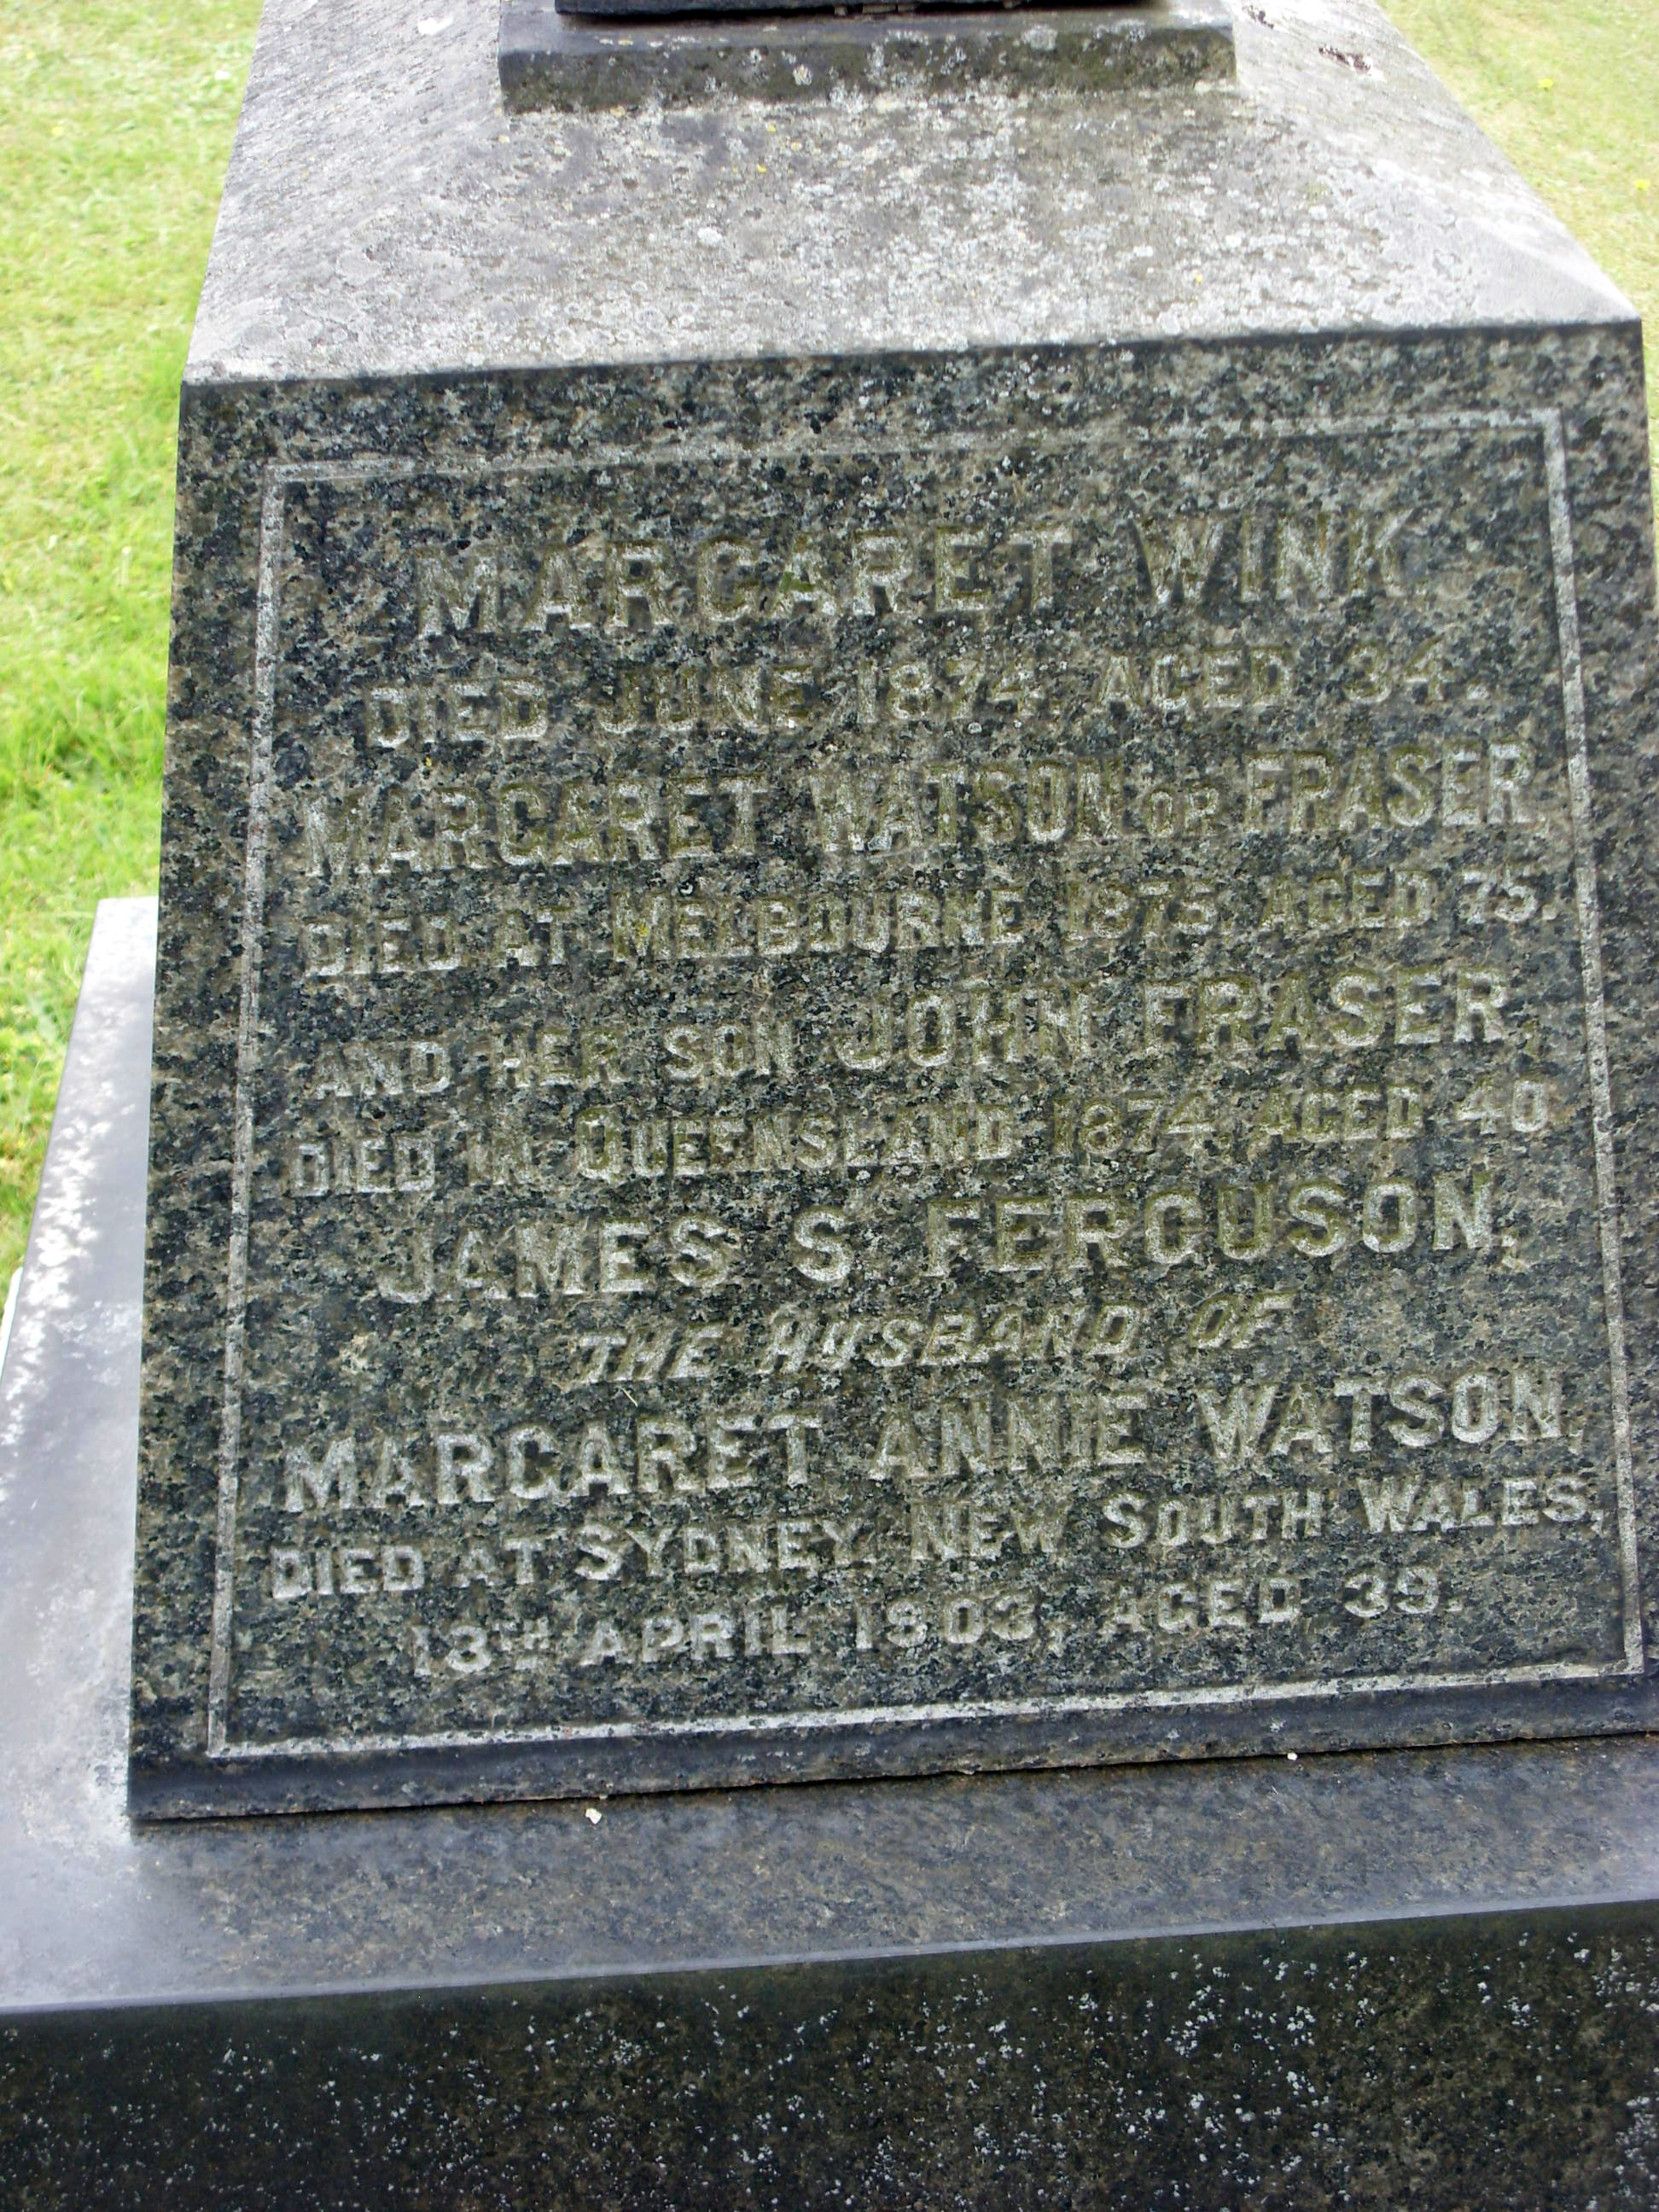 MARGARET WINK
DIED JUNE 1874, AGED 34.
MARGARET WATSON OR FRASER,
DIED AT MELBOURNE 1875, AGED 75.
AND HER SON JOHN FRASER,
DIED IN QUEENSLAND 1874, AGED 40
JAMES S. FERGUSON,
THE HUSBAND OF
MARGARET ANNIE WATSON,
DIED AT SYDNEY, NEW SOUTH WALES,
13TH APRIL 1903, AGED 39.